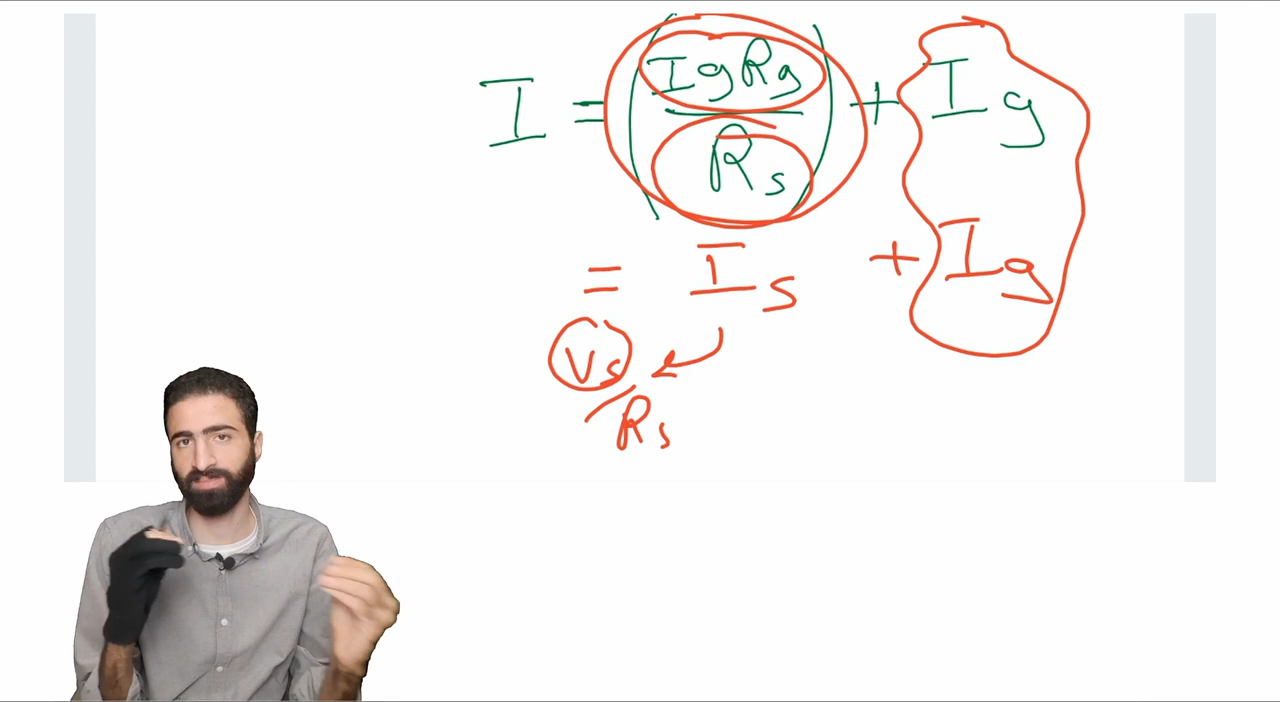 I = (IgRg / Rs) + Ig
= Is + Ig
Vs / Rs